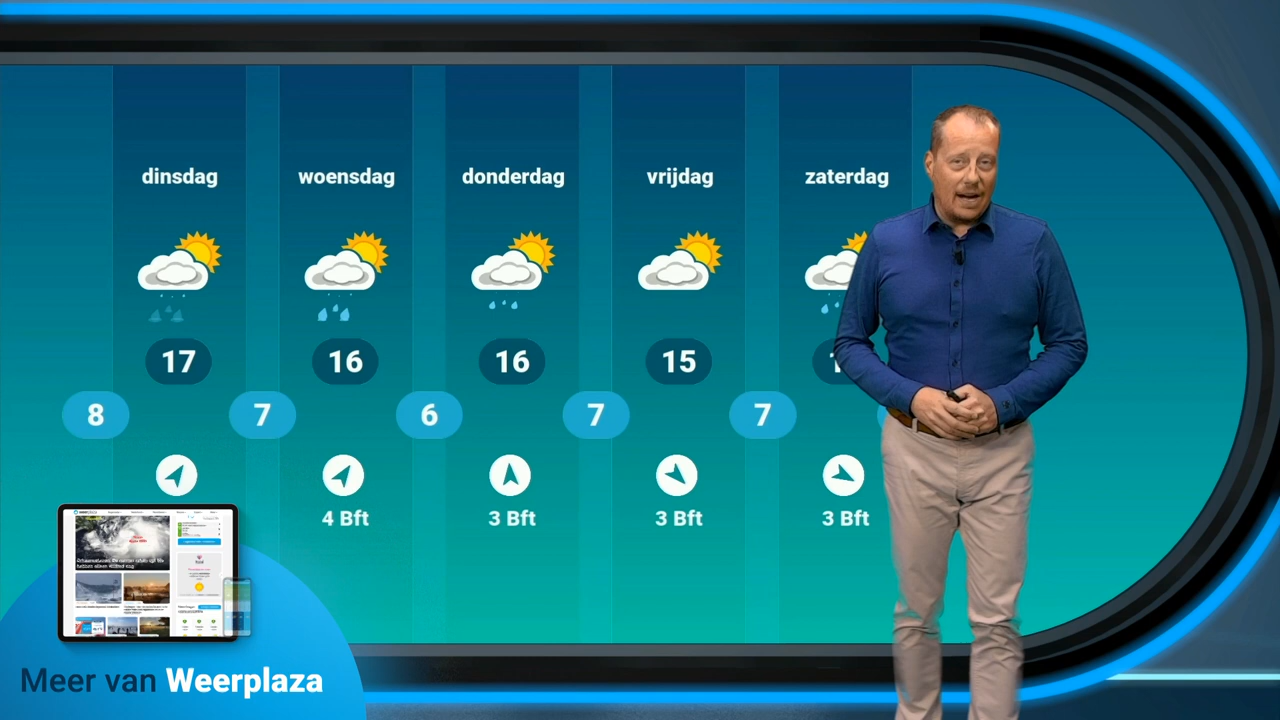 dinsdag woensdag donderdag vrijdag zaterdag
17 16 16 15
8 7 6 7 7
4 Bft 3 Bft 3 Bft 3 Bft
Meer van Weerplaza